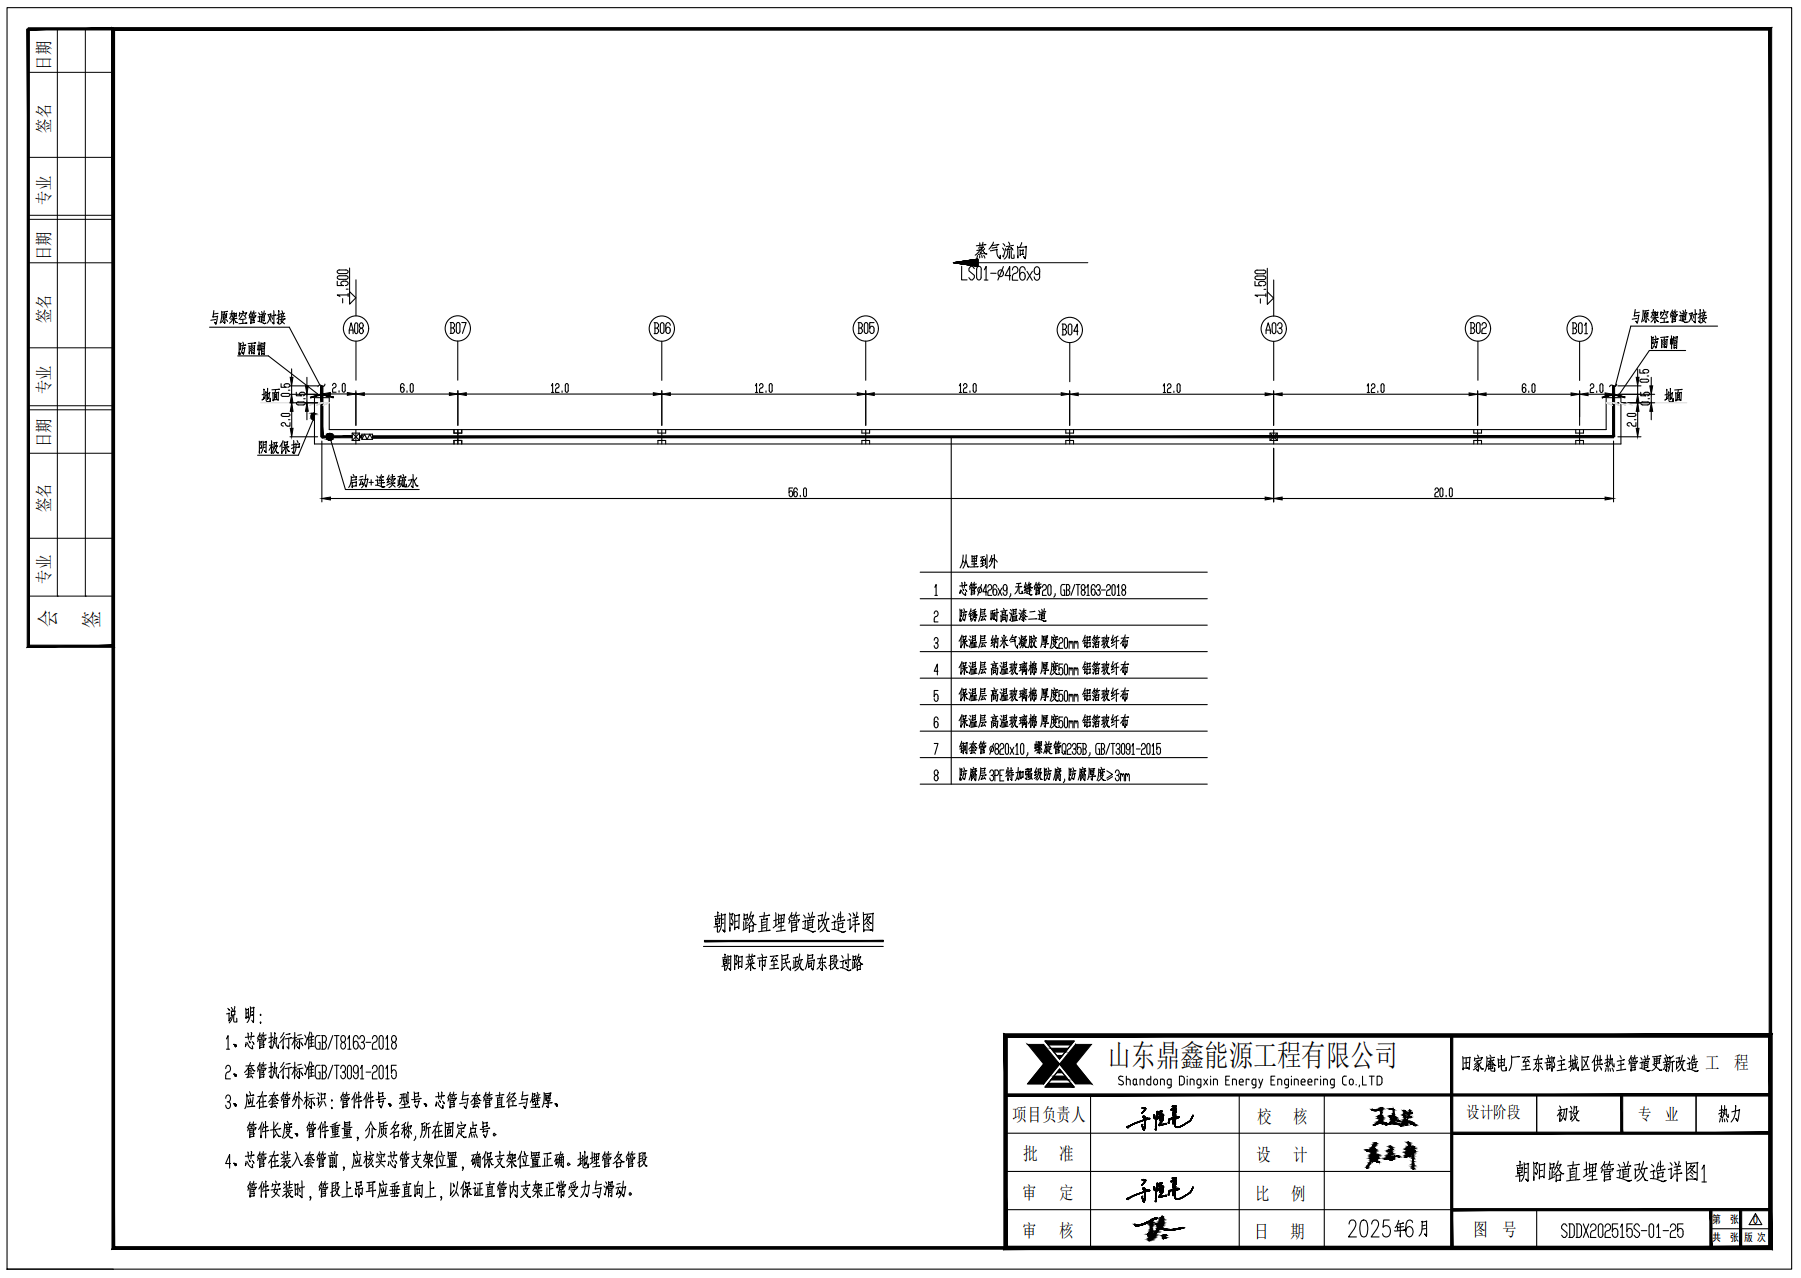 日期
签名
专业
日期
签名
专业
日期
签名
专业
会 签
蒸气流向
LS01-ø426x9
-1.500
-1.500
与原架空管道对接
A08
B07
B06
B05
B04
A03
B02
B01
与原架空管道对接
防雨帽
防雨帽
地面
0.5
0.5
2.0
2.0
6.0
12.0
12.0
12.0
12.0
12.0
6.0
2.0
0.5
0.5
2.0
地面
阴极保护
启动+连续疏水
56.0
20.0
从里到外
1 芯管ø426x9,无缝管20,GB/T8163-2018
2 防锈层 耐高温漆二道
3 保温层 纳米气凝胶 厚度20mm 铝箔玻纤布
4 保温层 高温玻璃棉 厚度50mm 铝箔玻纤布
5 保温层 高温玻璃棉 厚度50mm 铝箔玻纤布
6 保温层 高温玻璃棉 厚度50mm 铝箔玻纤布
7 钢套管 ø820x10, 螺旋管Q235B, GB/T3091-2015
8 防腐层 3PE特加强级防腐,防腐厚度≥3mm
朝阳路直埋管道改造详图
朝阳菜市至民政局东段过路
说 明:
1、芯管执行标准GB/T8163-2018
2、套管执行标准GB/T3091-2015
3、应在套管外标识:管件件号、型号、芯管与套管直径与壁厚、
管件长度、管件重量,介质名称,所在固定点号。
4、芯管在装入套管前,应核实芯管支架位置,确保支架位置正确。地埋管各管段
管件安装时,管段上吊耳应垂直向上,以保证直管内支架正常受力与滑动。
山东鼎鑫能源工程有限公司
Shandong Dingxin Energy Engineering Co.,LTD
田家庵电厂至东部主城区供热主管道更新改造 工 程
项目负责人
校 核
设计阶段 初设 专 业 热力
批 准
设 计
朝阳路直埋管道改造详图1
审 定
比 例
审 核
日 期 2025年6月
图 号 SDDX202515S-01-25
第 张
共 张 版 次